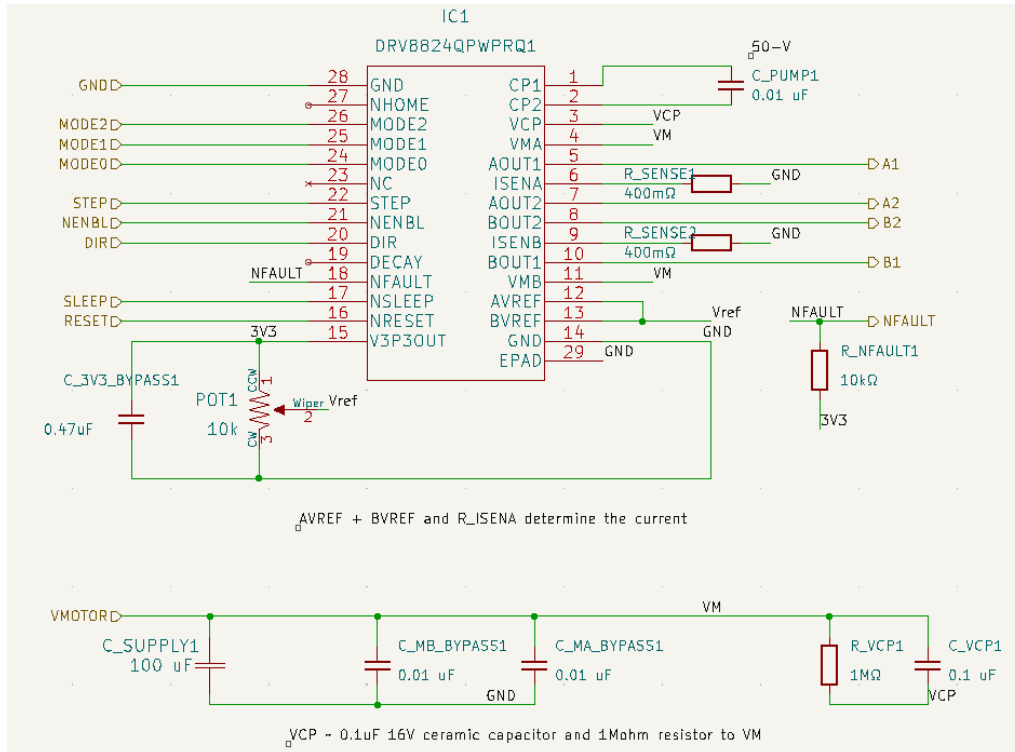 IC1
DRV8824QPWPRQ1
GND 28 GND
27 NHOME
MODE2 26 MODE2
MODE1 25 MODE1
MODE0 24 MODE0
23 NC
STEP 22 STEP
NENBL 21 NENBL
DIR 20 DIR
19 DECAY
NFAULT 18 NFAULT
SLEEP 17 NSLEEP
RESET 16 NRESET
3V3 15 V3P3OUT
CP1 1
CP2 2
VCP 3 VCP
VMA 4 VM
AOUT1 5 A1
ISENA 6 R_SENSE1 GND
400mΩ
AOUT2 7 A2
BOUT2 8 B2
ISENB 9 R_SENSE2 GND
400mΩ
BOUT1 10 B1
VMB 11 VM
AVREF 12
BVREF 13 Vref
GND 14 GND
EPAD 29 GND
50-V
C_PUMP1
0.01 uF
NFAULT NFAULT
R_NFAULT1
10kΩ
3V3
C_3V3_BYPASS1
0.47uF
POT1
10k
CCW 1
Wiper Vref
2
CW 3
AVREF + BVREF and R_ISENA determine the current
VMOTOR VM
C_SUPPLY1
100 uF
C_MB_BYPASS1
0.01 uF
C_MA_BYPASS1
0.01 uF
GND
R_VCP1
1MΩ
C_VCP1
0.1 uF
VCP
VCP ~ 0.1uF 16V ceramic capacitor and 1Mohm resistor to VM